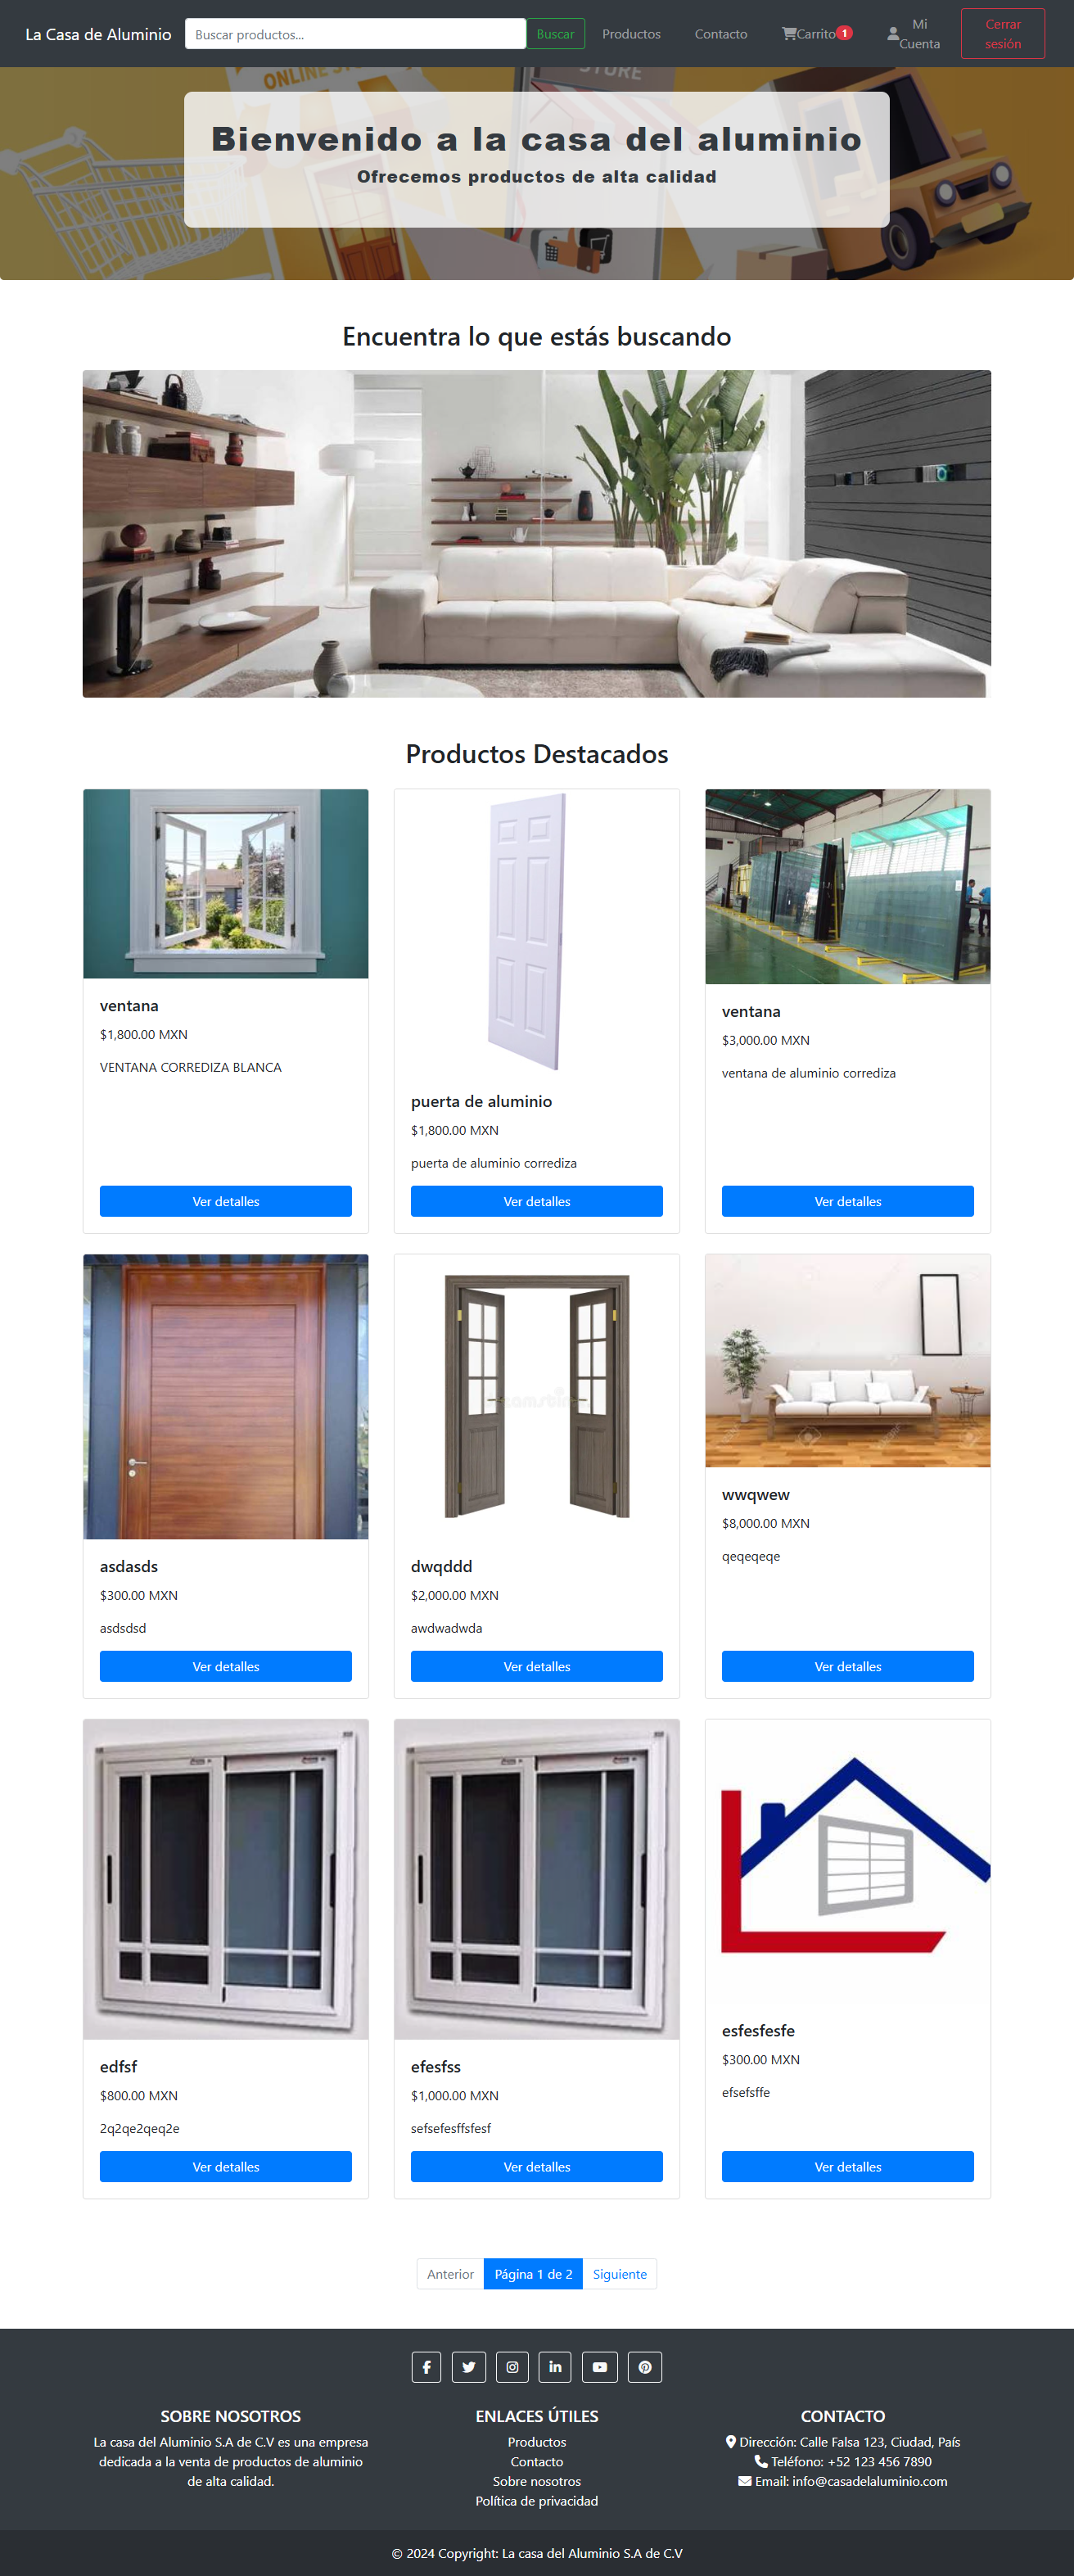 La Casa de Aluminio
Buscar productos...
Buscar
Productos
Contacto
Carrito 1
Mi
Cuenta
Cerrar
sesión
ONLINE STORE
STORE
Bienvenido a la casa del aluminio
Ofrecemos productos de alta calidad
Encuentra lo que estás buscando
Productos Destacados
ventana
$1,800.00 MXN
VENTANA CORREDIZA BLANCA
Ver detalles
puerta de aluminio
$1,800.00 MXN
puerta de aluminio corrediza
Ver detalles
ventana
$3,000.00 MXN
ventana de aluminio corrediza
Ver detalles
asdasds
$300.00 MXN
asdsdsd
Ver detalles
dwqddd
$2,000.00 MXN
awdwadwda
Ver detalles
wwqwew
$8,000.00 MXN
qeqeqeqe
Ver detalles
edfsf
$800.00 MXN
2q2qe2qeq2e
Ver detalles
efesfss
$1,000.00 MXN
sefsefesffsfesf
Ver detalles
esfesfesfe
$300.00 MXN
efsefsffe
Ver detalles
Anterior
Página 1 de 2
Siguiente
SOBRE NOSOTROS
La casa del Aluminio S.A de C.V es una empresa
dedicada a la venta de productos de aluminio
de alta calidad.
ENLACES ÚTILES
Productos
Contacto
Sobre nosotros
Política de privacidad
CONTACTO
Dirección: Calle Falsa 123, Ciudad, País
Teléfono: +52 123 456 7890
Email: info@casadelaluminio.com
© 2024 Copyright: La casa del Aluminio S.A de C.V